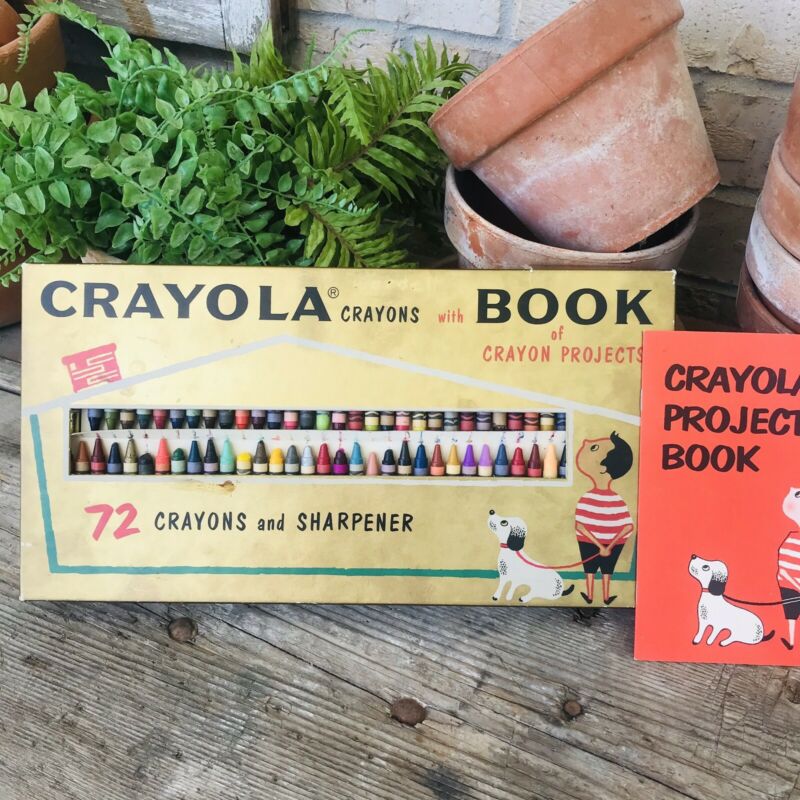 CRAYOLA® CRAYONS with BOOK
of
CRAYON PROJECTS
72 CRAYONS and SHARPENER
CRAYOLA
PROJECT
BOOK